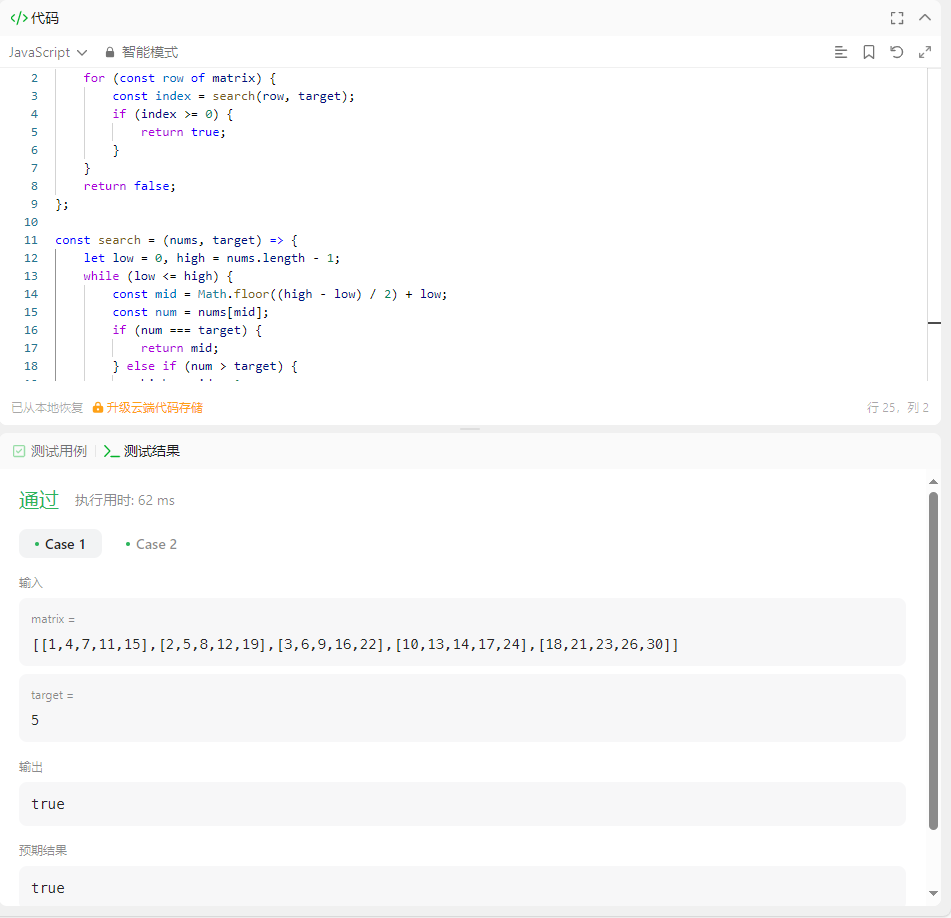 </> 代码
JavaScript 智能模式
2 for (const row of matrix) {
3 const index = search(row, target);
4 if (index >= 0) {
5 return true;
6 }
7 }
8 return false;
9 };
10
11 const search = (nums, target) => {
12 let low = 0, high = nums.length - 1;
13 while (low <= high) {
14 const mid = Math.floor((high - low) / 2) + low;
15 const num = nums[mid];
16 if (num === target) {
17 return mid;
18 } else if (num > target) {
已从本地恢复 升级云端代码存储 行 25，列 2
测试用例 >_ 测试结果
通过 执行用时: 62 ms
• Case 1 • Case 2
输入
matrix =
[[1,4,7,11,15],[2,5,8,12,19],[3,6,9,16,22],[10,13,14,17,24],[18,21,23,26,30]]
target =
5
输出
true
预期结果
true